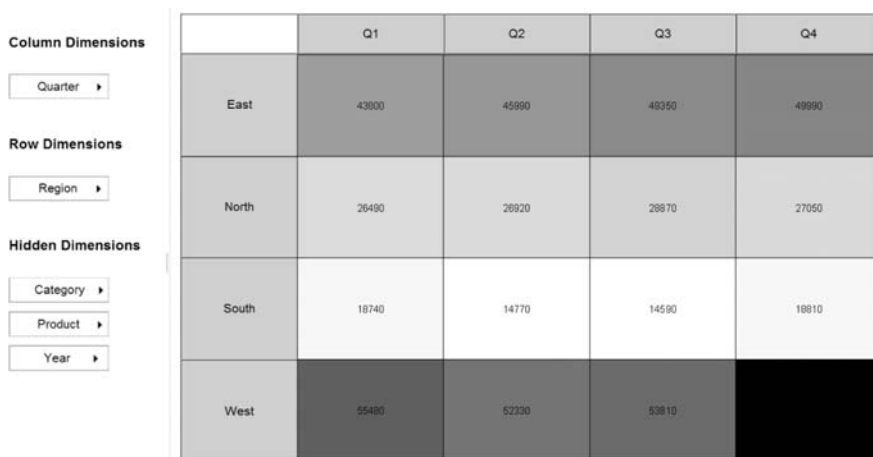 Column Dimensions
Quarter
Row Dimensions
Region
Hidden Dimensions
Category
Product
Year
Q1 Q2 Q3 Q4
East 43800 45990 49350 49990
North 26490 26920 28870 27050
South 18740 14770 14590 18810
West 55480 52330 53810